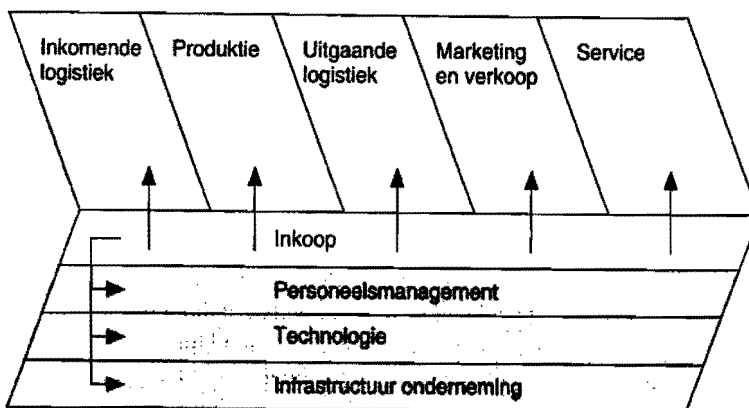 Inkomende
logistiek
Produktie
Uitgaande
logistiek
Marketing
en verkoop
Service
Inkoop
Personeelsmanagement
Technologie
Infrastructuur onderneming